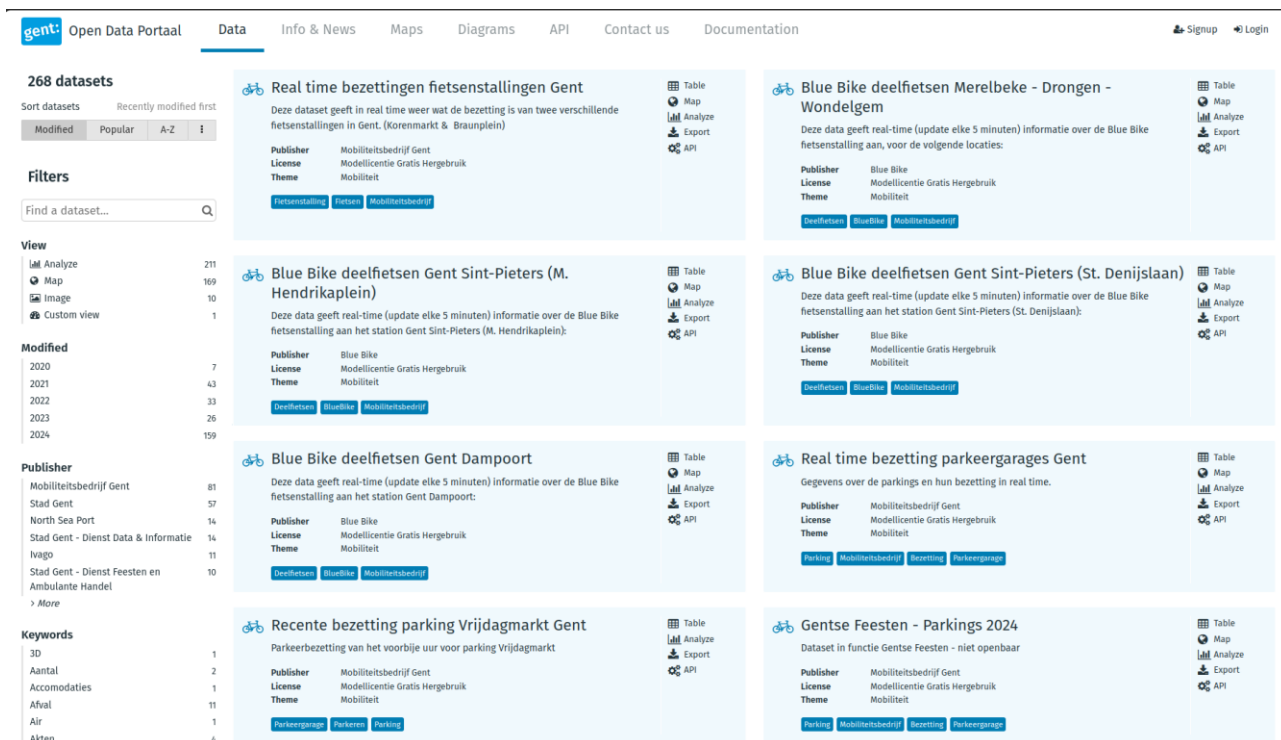 gent: Open Data Portaal
Data Info & News Maps Diagrams API Contact us Documentation
Signup Login
268 datasets
Sort datasets Recently modified first
Modified Popular A-Z
Filters
Find a dataset...
View
Analyze 211
Map 169
Image 10
Custom view 1
Modified
2020 7
2021 43
2022 33
2023 26
2024 159
Publisher
Mobiliteitsbedrijf Gent 81
Stad Gent 57
North Sea Port 14
Stad Gent - Dienst Data & Informatie 14
Ivago 11
Stad Gent - Dienst Feesten en 10
Ambulante Handel
> More
Keywords
3D 1
Aantal 2
Accomodaties 1
Afval 11
Air 1
Akten
Real time bezettingen fietsenstallingen Gent
Deze dataset geeft in real time weer wat de bezetting is van twee verschillende
fietsenstallingen in Gent. (Korenmarkt & Braunplein)
Publisher Mobiliteitsbedrijf Gent
License Modellicentie Gratis Hergebruik
Theme Mobiliteit
Fietsenstalling Fietsen Mobiliteitsbedrijf
Table
Map
Analyze
Export
API
Blue Bike deelfietsen Merelbeke - Drongen -
Wondelgem
Deze data geeft real-time (update elke 5 minuten) informatie over de Blue Bike
fietsenstalling aan, voor de volgende locaties:
Publisher Blue Bike
License Modellicentie Gratis Hergebruik
Theme Mobiliteit
Deelfietsen BlueBike Mobiliteitsbedrijf
Table
Map
Analyze
Export
API
Blue Bike deelfietsen Gent Sint-Pieters (M.
Hendrikaplein)
Deze data geeft real-time (update elke 5 minuten) informatie over de Blue Bike
fietsenstalling aan het station Gent Sint-Pieters (M. Hendrikaplein):
Publisher Blue Bike
License Modellicentie Gratis Hergebruik
Theme Mobiliteit
Deelfietsen BlueBike Mobiliteitsbedrijf
Table
Map
Analyze
Export
API
Blue Bike deelfietsen Gent Sint-Pieters (St. Denijslaan)
Deze data geeft real-time (update elke 5 minuten) informatie over de Blue Bike
fietsenstalling aan het station Gent Sint-Pieters (St. Denijslaan):
Publisher Blue Bike
License Modellicentie Gratis Hergebruik
Theme Mobiliteit
Deelfietsen BlueBike Mobiliteitsbedrijf
Table
Map
Analyze
Export
API
Blue Bike deelfietsen Gent Dampoort
Deze data geeft real-time (update elke 5 minuten) informatie over de Blue Bike
fietsenstalling aan het station Gent Dampoort:
Publisher Blue Bike
License Modellicentie Gratis Hergebruik
Theme Mobiliteit
Deelfietsen BlueBike Mobiliteitsbedrijf
Table
Map
Analyze
Export
API
Real time bezetting parkeergarages Gent
Gegevens over de parkings en hun bezetting in real time.
Publisher Mobiliteitsbedrijf Gent
License Modellicentie Gratis Hergebruik
Theme Mobiliteit
Parking Mobiliteitsbedrijf Bezetting Parkeergarage
Table
Map
Analyze
Export
API
Recente bezetting parking Vrijdagmarkt Gent
Parkeerbezetting van het voorbije uur voor parking Vrijdagmarkt
Publisher Mobiliteitsbedrijf Gent
License Modellicentie Gratis Hergebruik
Theme Mobiliteit
Parkeergarage Parkeren Parking
Table
Analyze
Export
API
Gentse Feesten - Parkings 2024
Dataset in functie Gentse Feesten - niet openbaar
Publisher Mobiliteitsbedrijf Gent
License Modellicentie Gratis Hergebruik
Theme Mobiliteit
Parking Mobiliteitsbedrijf Bezetting Parkeergarage
Table
Map
Analyze
Export
API